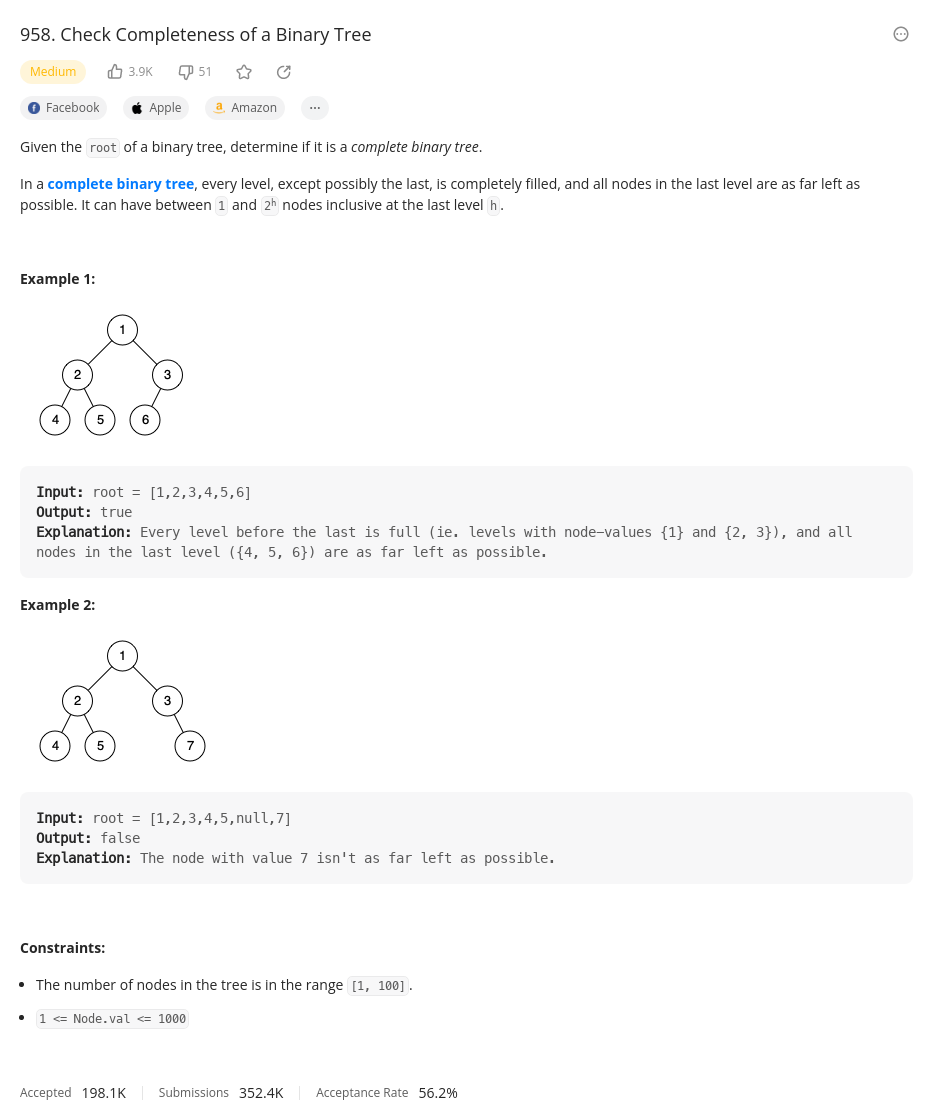 958. Check Completeness of a Binary Tree
Medium 3.9K 51
Facebook Apple Amazon ...
Given the root of a binary tree, determine if it is a complete binary tree.
In a complete binary tree, every level, except possibly the last, is completely filled, and all nodes in the last level are as far left as
possible. It can have between 1 and 2ʰ nodes inclusive at the last level h.
Example 1:
1
2 3
4 5 6
Input: root = [1,2,3,4,5,6]
Output: true
Explanation: Every level before the last is full (ie. levels with node-values {1} and {2, 3}), and all
nodes in the last level ({4, 5, 6}) are as far left as possible.
Example 2:
1
2 3
4 5 7
Input: root = [1,2,3,4,5,null,7]
Output: false
Explanation: The node with value 7 isn't as far left as possible.
Constraints:
• The number of nodes in the tree is in the range [1, 100].
• 1 <= Node.val <= 1000
Accepted 198.1K Submissions 352.4K Acceptance Rate 56.2%